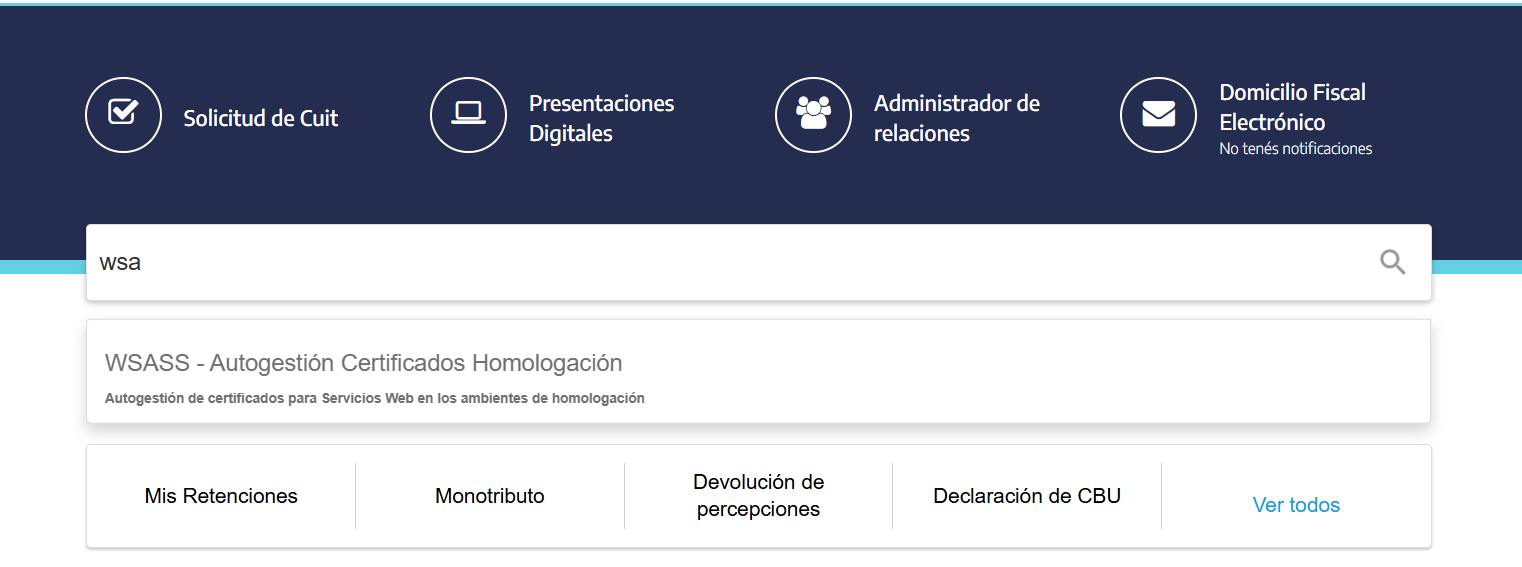 Solicitud de Cuit
Presentaciones
Digitales
Administrador de
relaciones
Domicilio Fiscal
Electrónico
No tenés notificaciones
wsa
WSASS - Autogestión Certificados Homologación
Autogestión de certificados para Servicios Web en los ambientes de homologación
Mis Retenciones
Monotributo
Devolución de
percepciones
Declaración de CBU
Ver todos